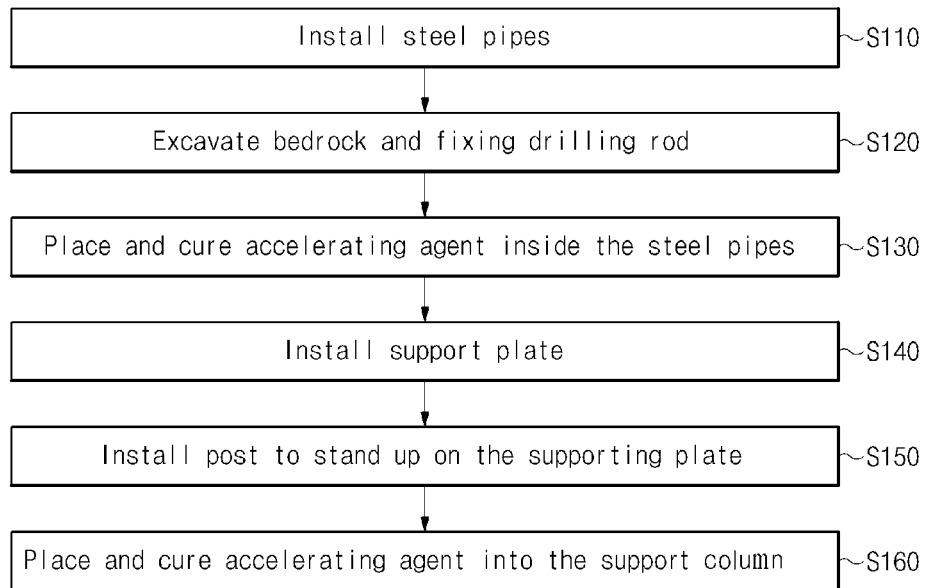 Install steel pipes ~S110
Excavate bedrock and fixing drilling rod ~S120
Place and cure accelerating agent inside the steel pipes ~S130
Install support plate ~S140
Install post to stand up on the supporting plate ~S150
Place and cure accelerating agent into the support column ~S160